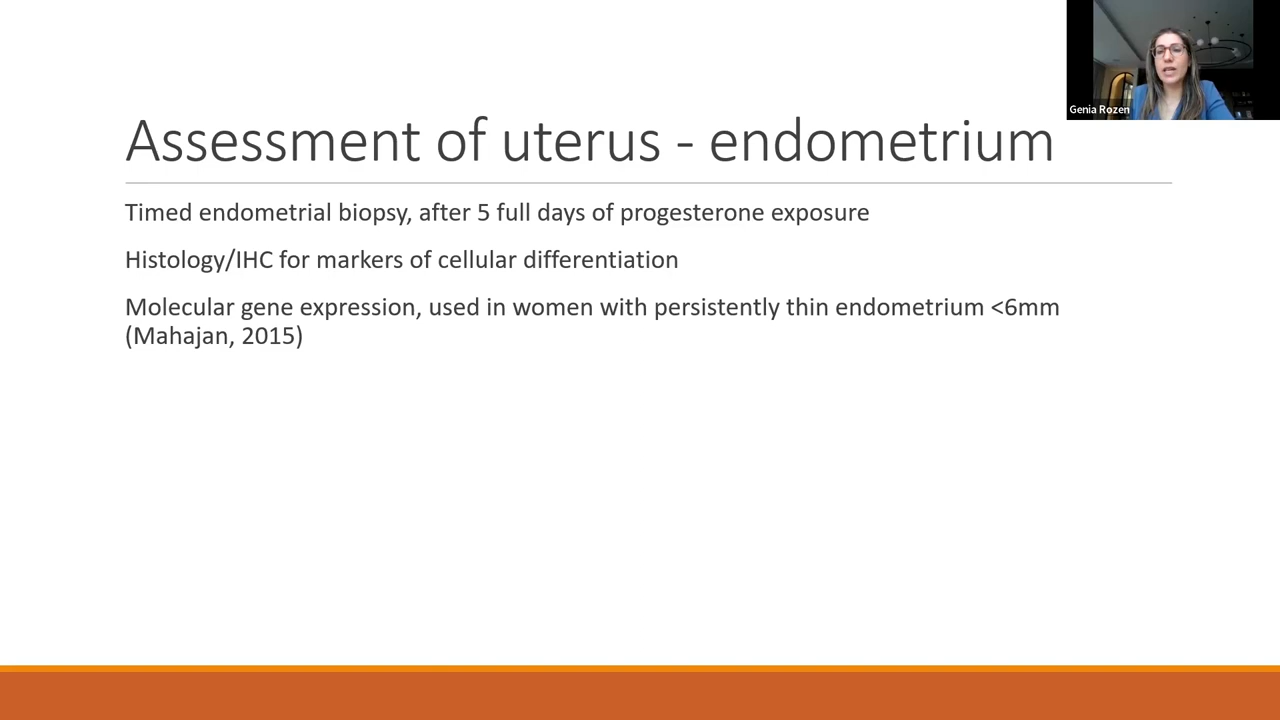 Genia Rozen
Assessment of uterus - endometrium
Timed endometrial biopsy, after 5 full days of progesterone exposure
Histology/IHC for markers of cellular differentiation
Molecular gene expression, used in women with persistently thin endometrium <6mm
(Mahajan, 2015)